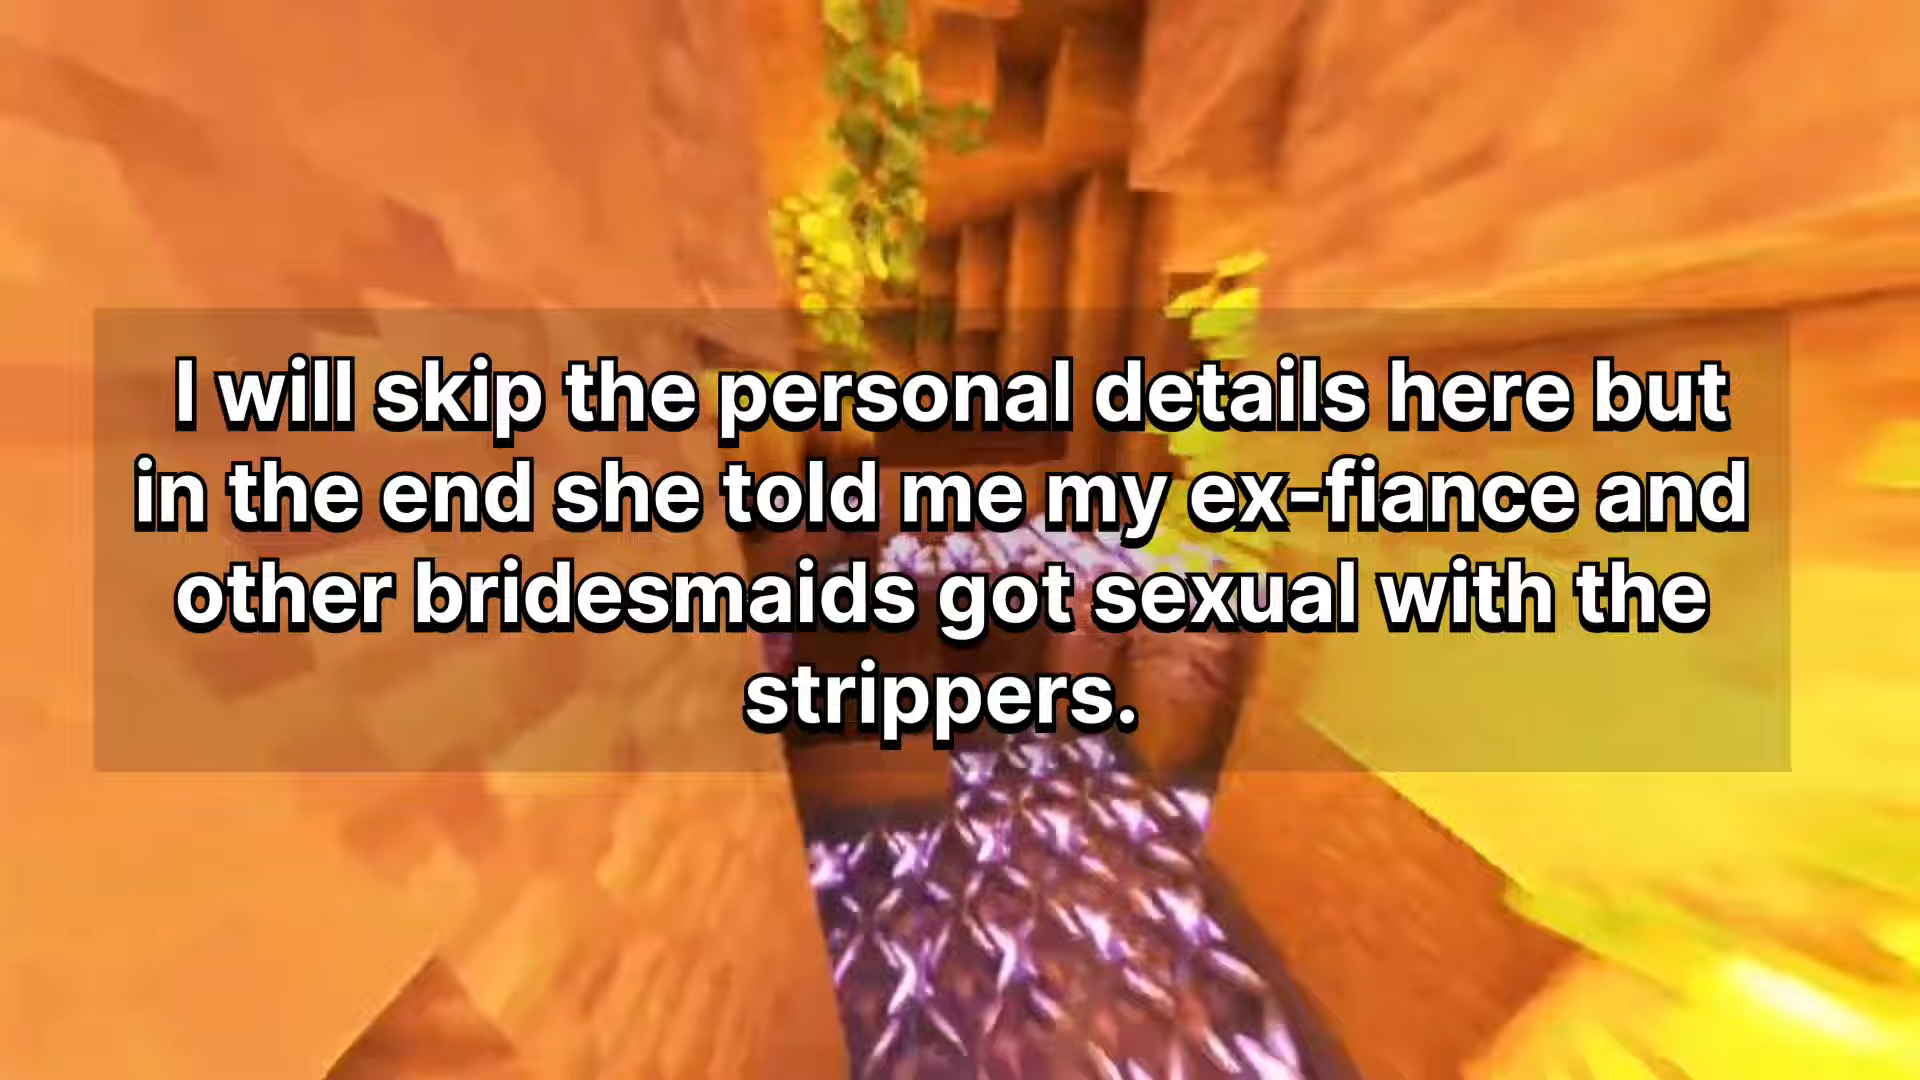 I will skip the personal details here but
in the end she told me my ex-fiance and
other bridesmaids got sexual with the
strippers.